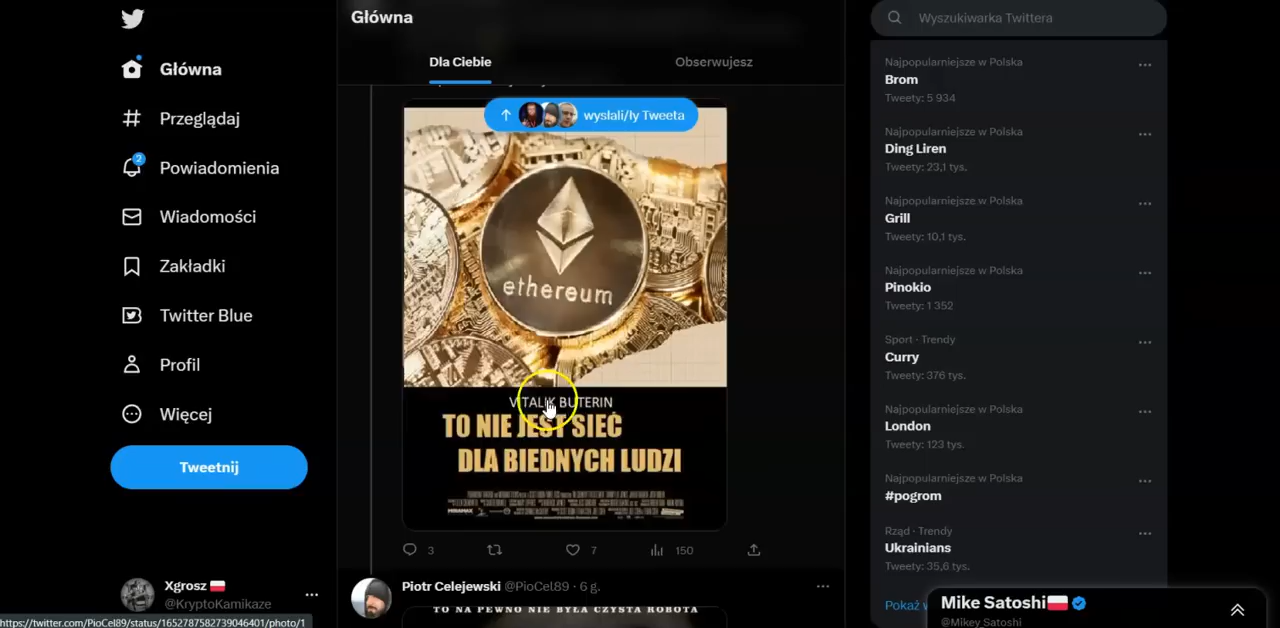 Główna
Przeglądaj
2
Powiadomienia
Wiadomości
Zakładki
Twitter Blue
Profil
Więcej
Tweetnij
Xgrosz
@KryptoKamikaze
https://twitter.com/PioCel89/status/1652787582739046401/photo/1
Główna
Dla Ciebie
Obserwujesz
wysłali/ły Tweeta
ethereum
VITALIK BUTERIN
TO NIE JEST SIEĆ
DLA BIEDNYCH LUDZI
MIRAMAX
3
7
150
Piotr Celejewski @PioCel89 · 6 g.
TO NA PEWNO NIE BYŁA CZYSTA ROBOTA
Wyszukiwarka Twittera
Najpopularniejsze w Polska
Brom
Tweety: 5 934
Najpopularniejsze w Polska
Ding Liren
Tweety: 23,1 tys.
Najpopularniejsze w Polska
Grill
Tweety: 10,1 tys.
Najpopularniejsze w Polska
Pinokio
Tweety: 1 352
Sport · Trendy
Curry
Tweety: 376 tys.
Najpopularniejsze w Polska
London
Tweety: 123 tys.
Najpopularniejsze w Polska
#pogrom
Rząd · Trendy
Ukrainians
Tweety: 35,6 tys.
Pokaż
Mike Satoshi
@Mikey_Satoshi